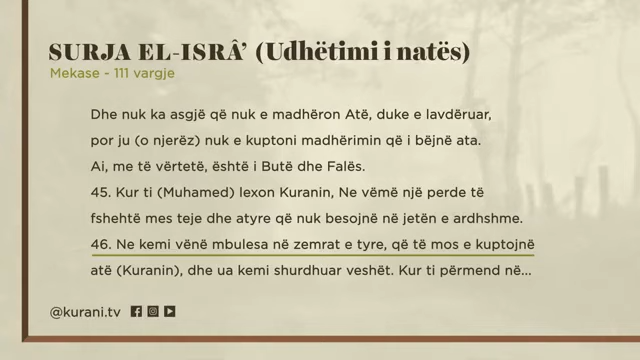 SURJA EL-ISRÂ’ (Udhëtimi i natës)
Mekase - 111 vargje
Dhe nuk ka asgjë që nuk e madhëron Atë, duke e lavdëruar,
por ju (o njerëz) nuk e kuptoni madhërimin që i bëjnë ata.
Ai, me të vërtetë, është i Butë dhe Falës.
45. Kur ti (Muhamed) lexon Kuranin, Ne vëmë një perde të
fshehtë mes teje dhe atyre që nuk besojnë në jetën e ardhshme.
46. Ne kemi vënë mbulesa në zemrat e tyre, që të mos e kuptojnë
atë (Kuranin), dhe ua kemi shurdhuar veshët. Kur ti përmend në...
@kurani.tv